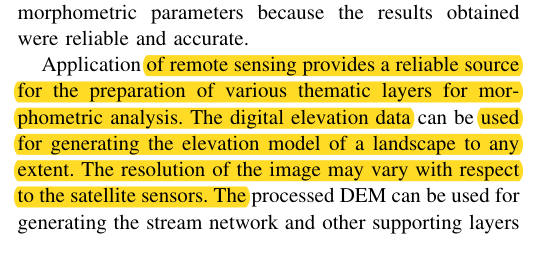 morphometric parameters because the results obtained
were reliable and accurate.
Application of remote sensing provides a reliable source
for the preparation of various thematic layers for mor-
phometric analysis. The digital elevation data can be used
for generating the elevation model of a landscape to any
extent. The resolution of the image may vary with respect
to the satellite sensors. The processed DEM can be used for
generating the stream network and other supporting layers